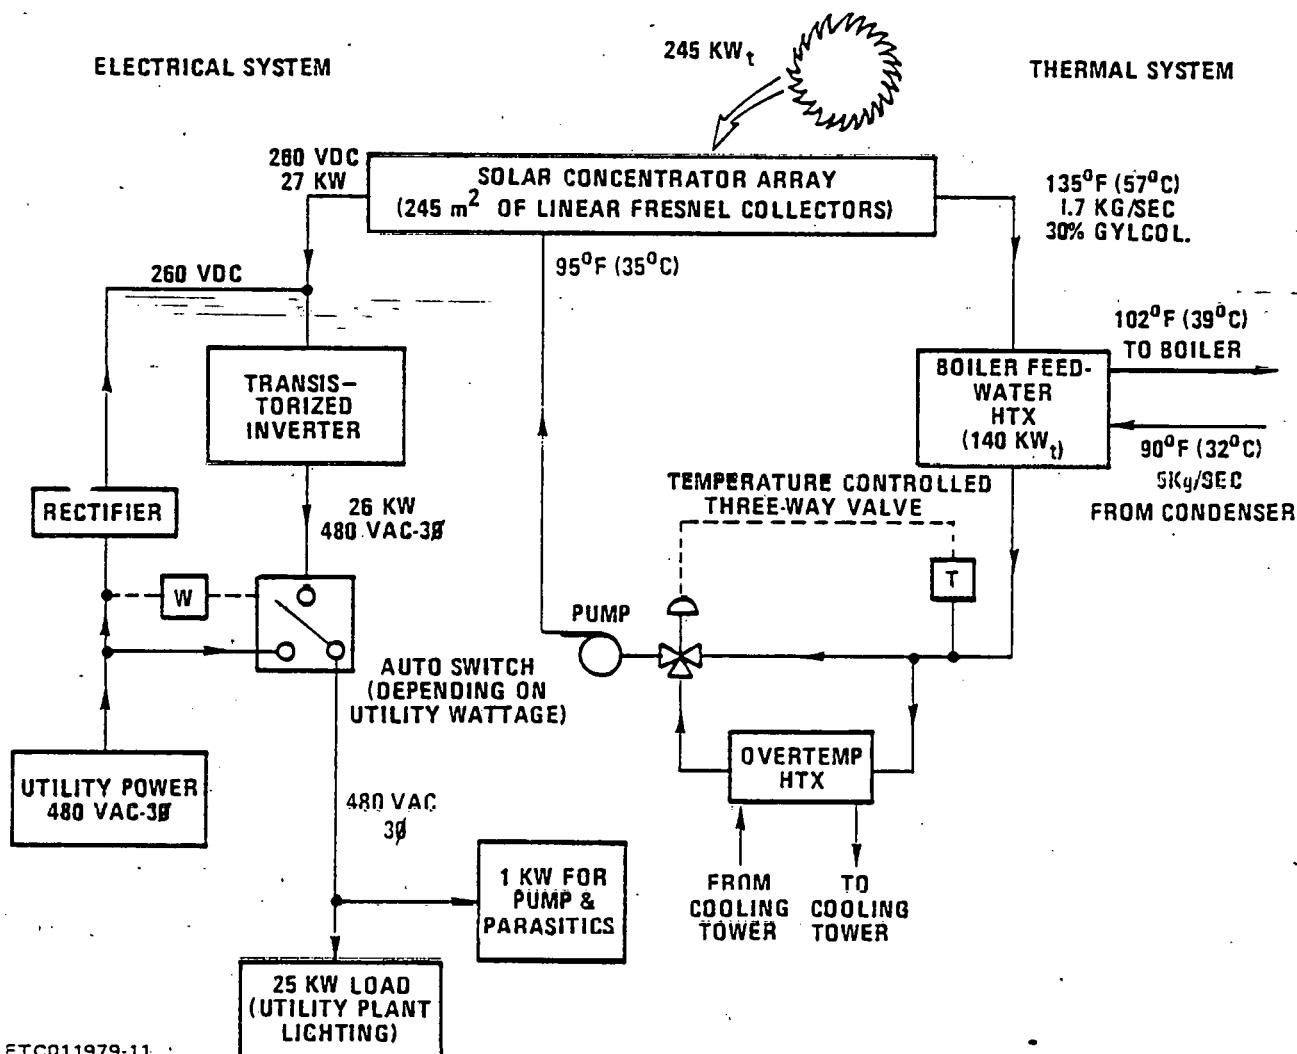 ELECTRICAL SYSTEM
245 KWt
THERMAL SYSTEM
280 VDC
27 KW
SOLAR CONCENTRATOR ARRAY
(245 m² OF LINEAR FRESNEL COLLECTORS)
135°F (57°C)
1.7 KG/SEC
30% GYLCOL.
260 VDC
95°F (35°C)
102°F (39°C)
TO BOILER
TRANSIS-
TORIZED
INVERTER
BOILER FEED-
WATER
HTX
(140 KWt)
90°F (32°C)
5Kg/SEC
FROM CONDENSER
RECTIFIER
26 KW
480 VAC-3Ø
TEMPERATURE CONTROLLED
THREE-WAY VALVE
W
T
PUMP
AUTO SWITCH
(DEPENDING ON
UTILITY WATTAGE)
UTILITY POWER
480 VAC-3Ø
OVERTEMP
HTX
480 VAC
3Ø
1 KW FOR
PUMP &
PARASITICS
FROM
COOLING
TOWER
TO
COOLING
TOWER
25 KW LOAD
(UTILITY PLANT
LIGHTING)
ETC011979-11